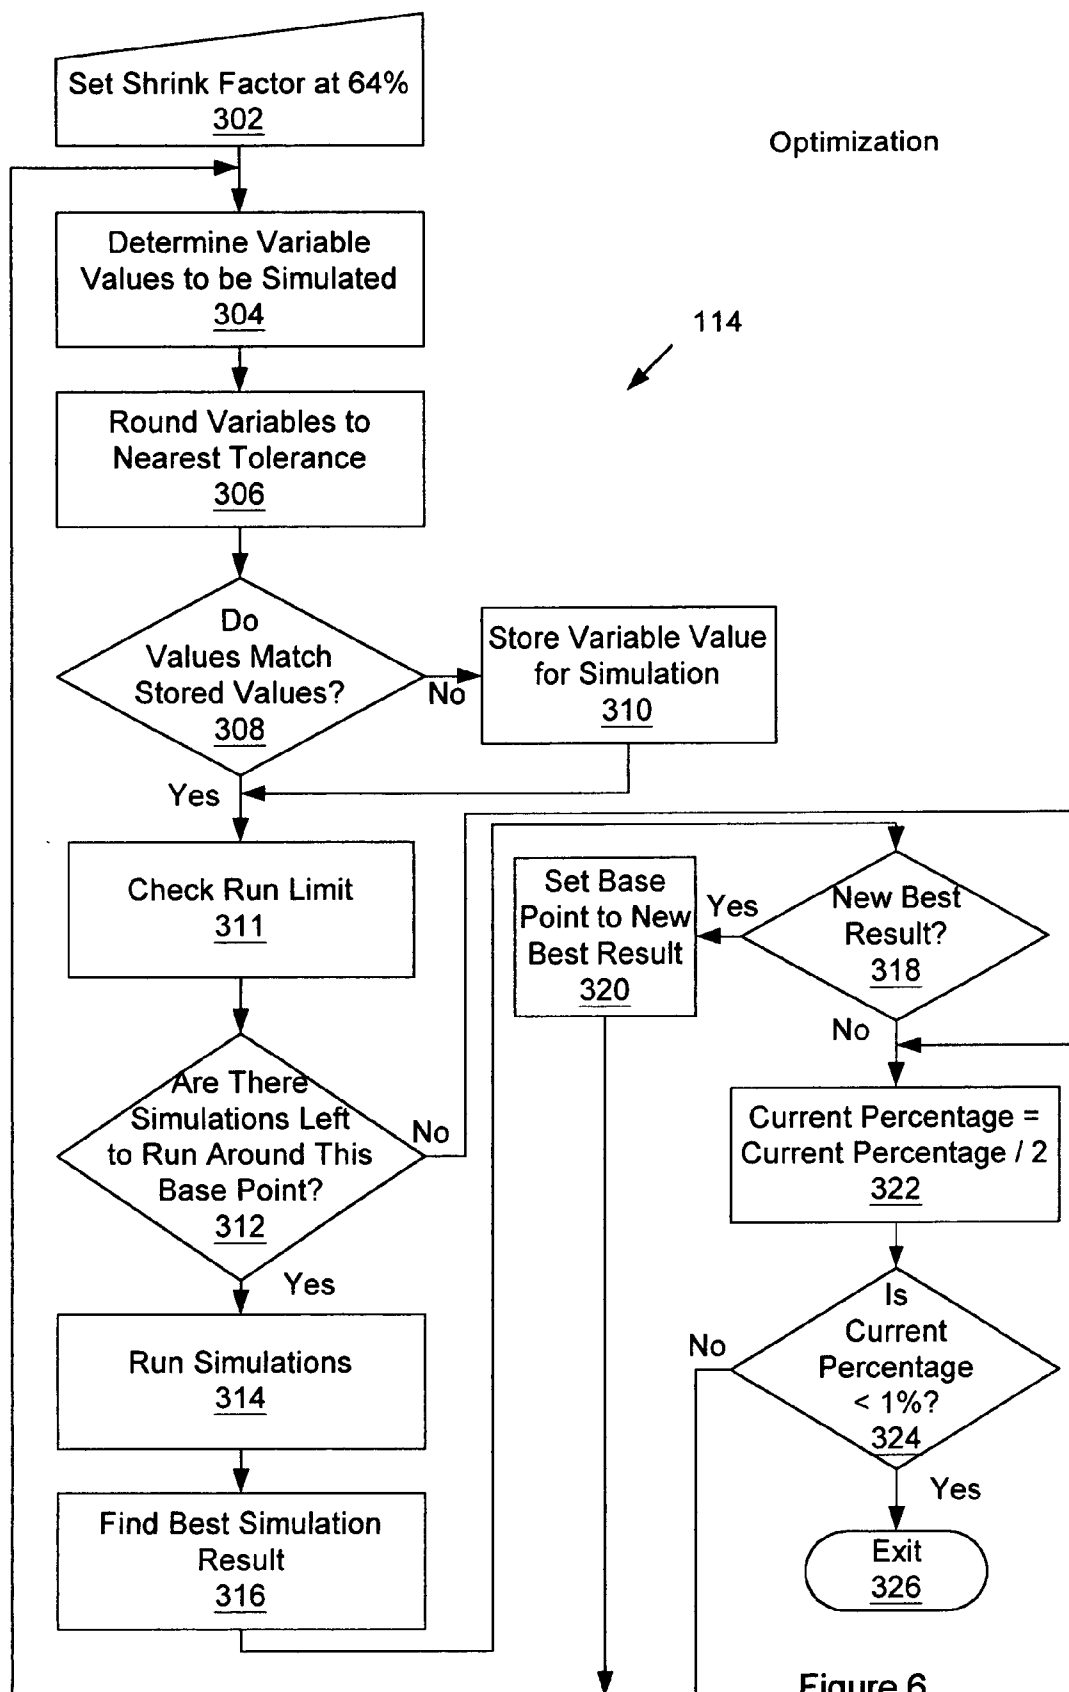 Set Shrink Factor at 64%
302
Optimization
Determine Variable
Values to be Simulated
304
114
Round Variables to
Nearest Tolerance
306
Do
Values Match
Stored Values?
308
No
Store Variable Value
for Simulation
310
Yes
Check Run Limit
311
Set Base
Point to New
Best Result
320
Yes
New Best
Result?
318
No
Are There
Simulations Left
to Run Around This
Base Point?
312
No
Current Percentage =
Current Percentage / 2
322
Yes
Run Simulations
314
Is
Current
Percentage
< 1%?
324
No
Yes
Find Best Simulation
Result
316
Exit
326
Figure 6